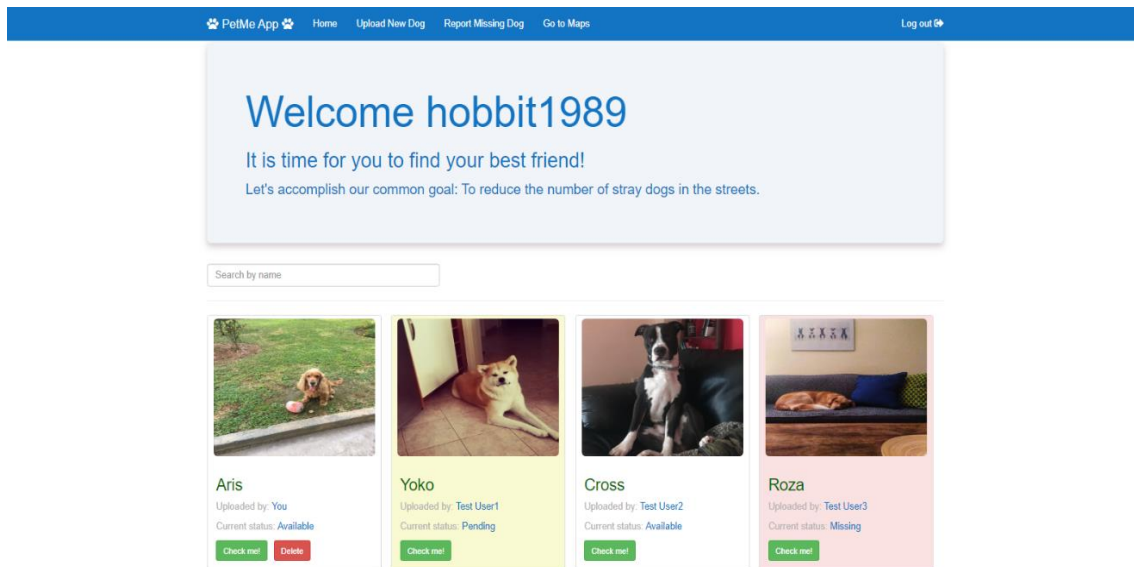 PetMe App Home Upload New Dog Report Missing Dog Go to Maps Log out
Welcome hobbit1989
It is time for you to find your best friend!
Let's accomplish our common goal: To reduce the number of stray dogs in the streets.
Search by name
Aris
Uploaded by: You
Current status: Available
Check me! Delete
Yoko
Uploaded by: Test User1
Current status: Pending
Check me!
Cross
Uploaded by: Test User2
Current status: Available
Check me!
Roza
Uploaded by: Test User3
Current status: Missing
Check me!